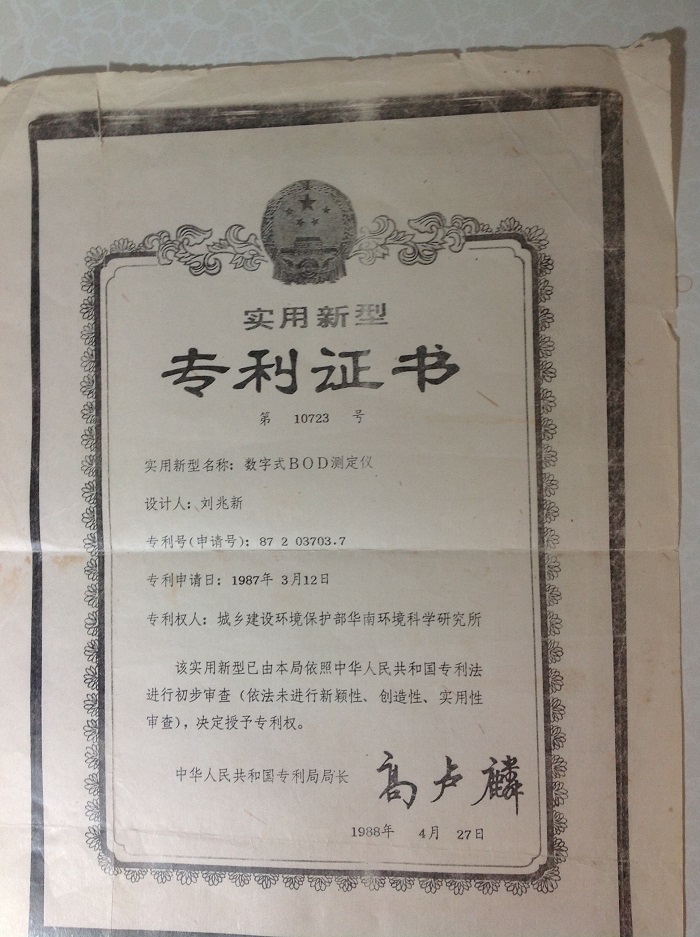 实用新型
专利证书
第 10723 号
实用新型名称：数字式BOD测定仪
设计人：刘兆新
专利号(申请号)：87 2 03703.7
专利申请日：1987年 3月12日
专利权人：城乡建设环境保护部华南环境科学研究所
该实用新型已由本局依照中华人民共和国专利法
进行初步审查（依法未进行新颖性、创造性、实用性
审查），决定授予专利权。
中华人民共和国专利局局长 高卢麟
1988年 4月 27日